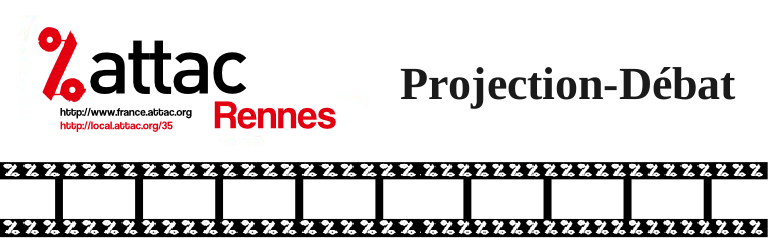 %attac
http://www.france.attac.org
http://local.attac.org/35
Rennes
Projection-Débat